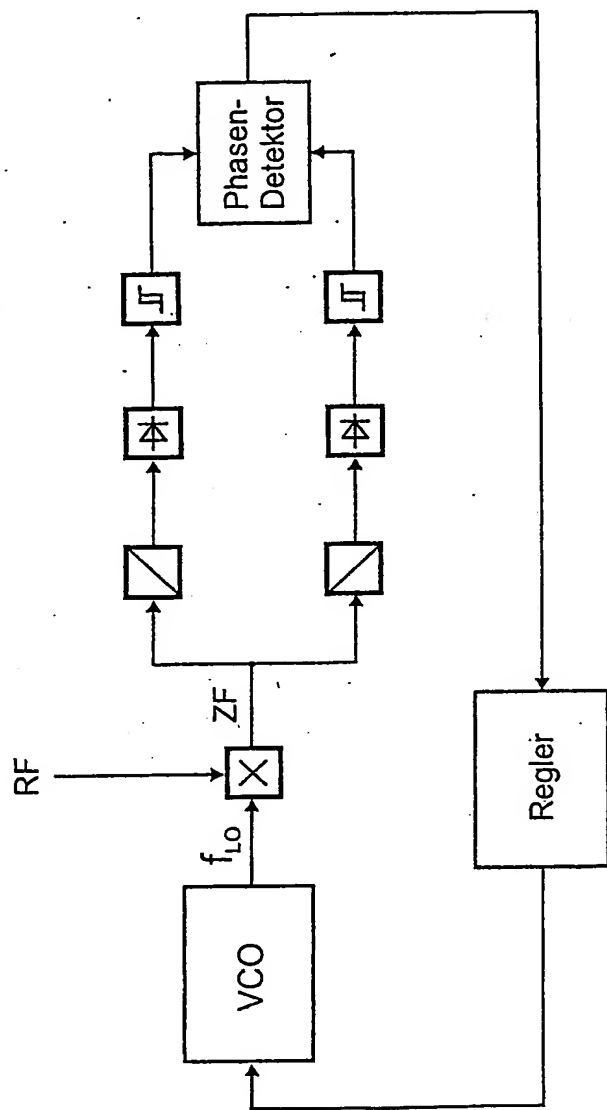 RF
VCO
f_LO
ZF
Phasen-
Detektor
Regler